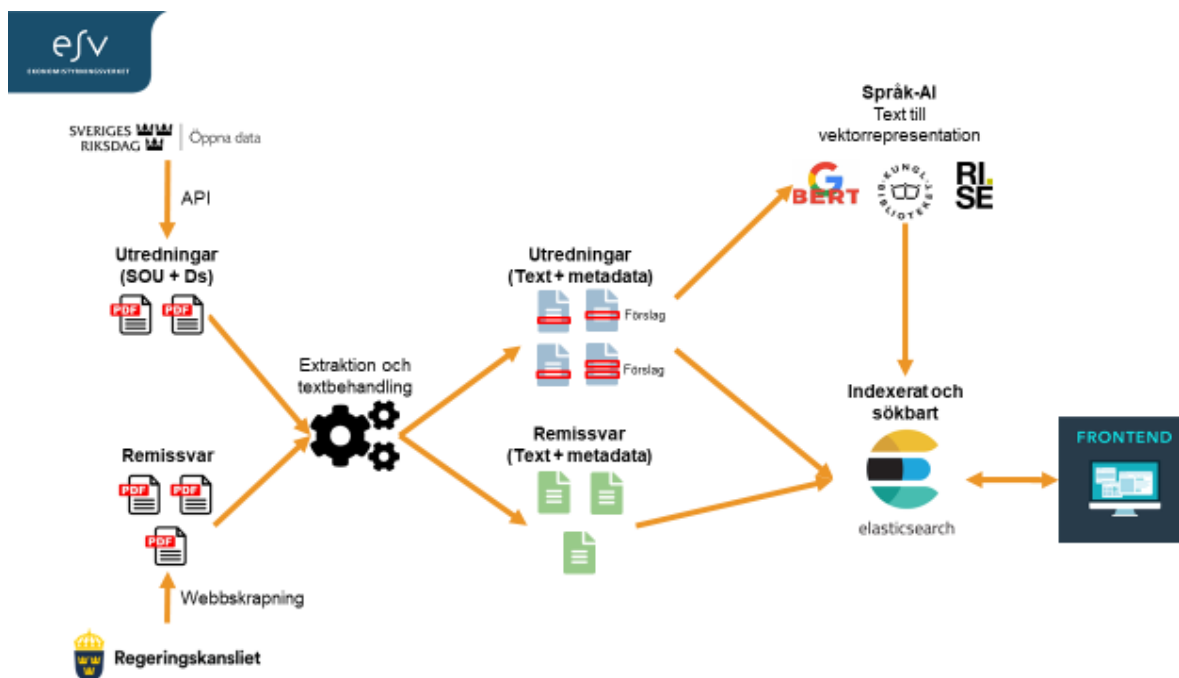 esv
EKONOMISTYRNINGSVERKET
SVERIGES
RIKSDAG
Öppna data
API
Utredningar
(SOU + Ds)
PDF
PDF
Extraktion och
textbehandling
Remissvar
PDF
PDF
PDF
Webbskrapning
Regeringskansliet
Utredningar
(Text + metadata)
Förslag
Förslag
Remissvar
(Text + metadata)
Språk-AI
Text till
vektorrepresentation
G
BERT
KUNGL.
BIBLIOTEKET
RI.
SE
Indexerat och
sökbart
elasticsearch
FRONTEND